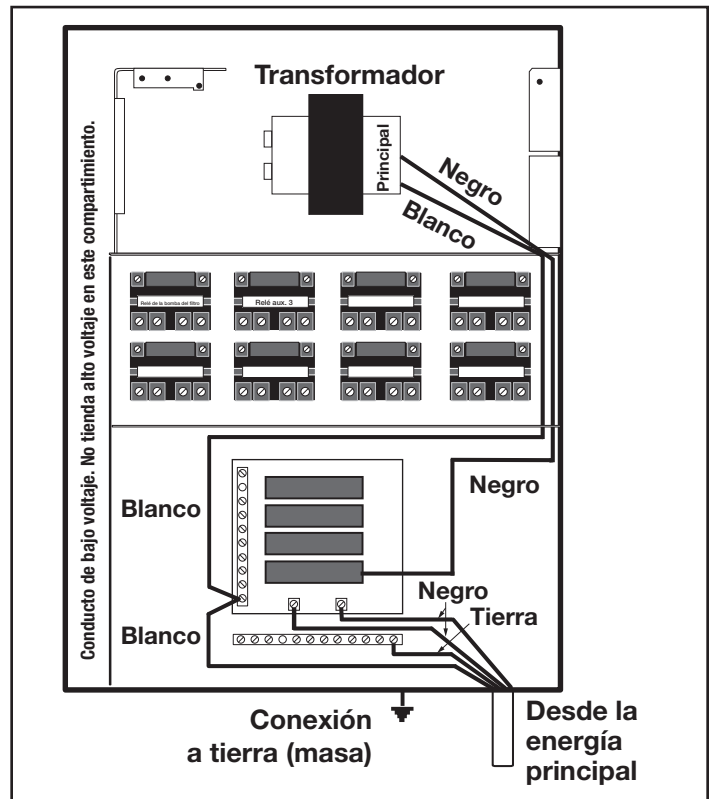 Transformador
Principal
Negro
Blanco
Conducto de bajo voltaje. No tienda alto voltaje en este compartimiento.
Relé de la bomba del filtro
Relé aux. 3
Blanco
Negro
Negro
Tierra
Blanco
Conexión
a tierra (masa)
Desde la
energía
principal